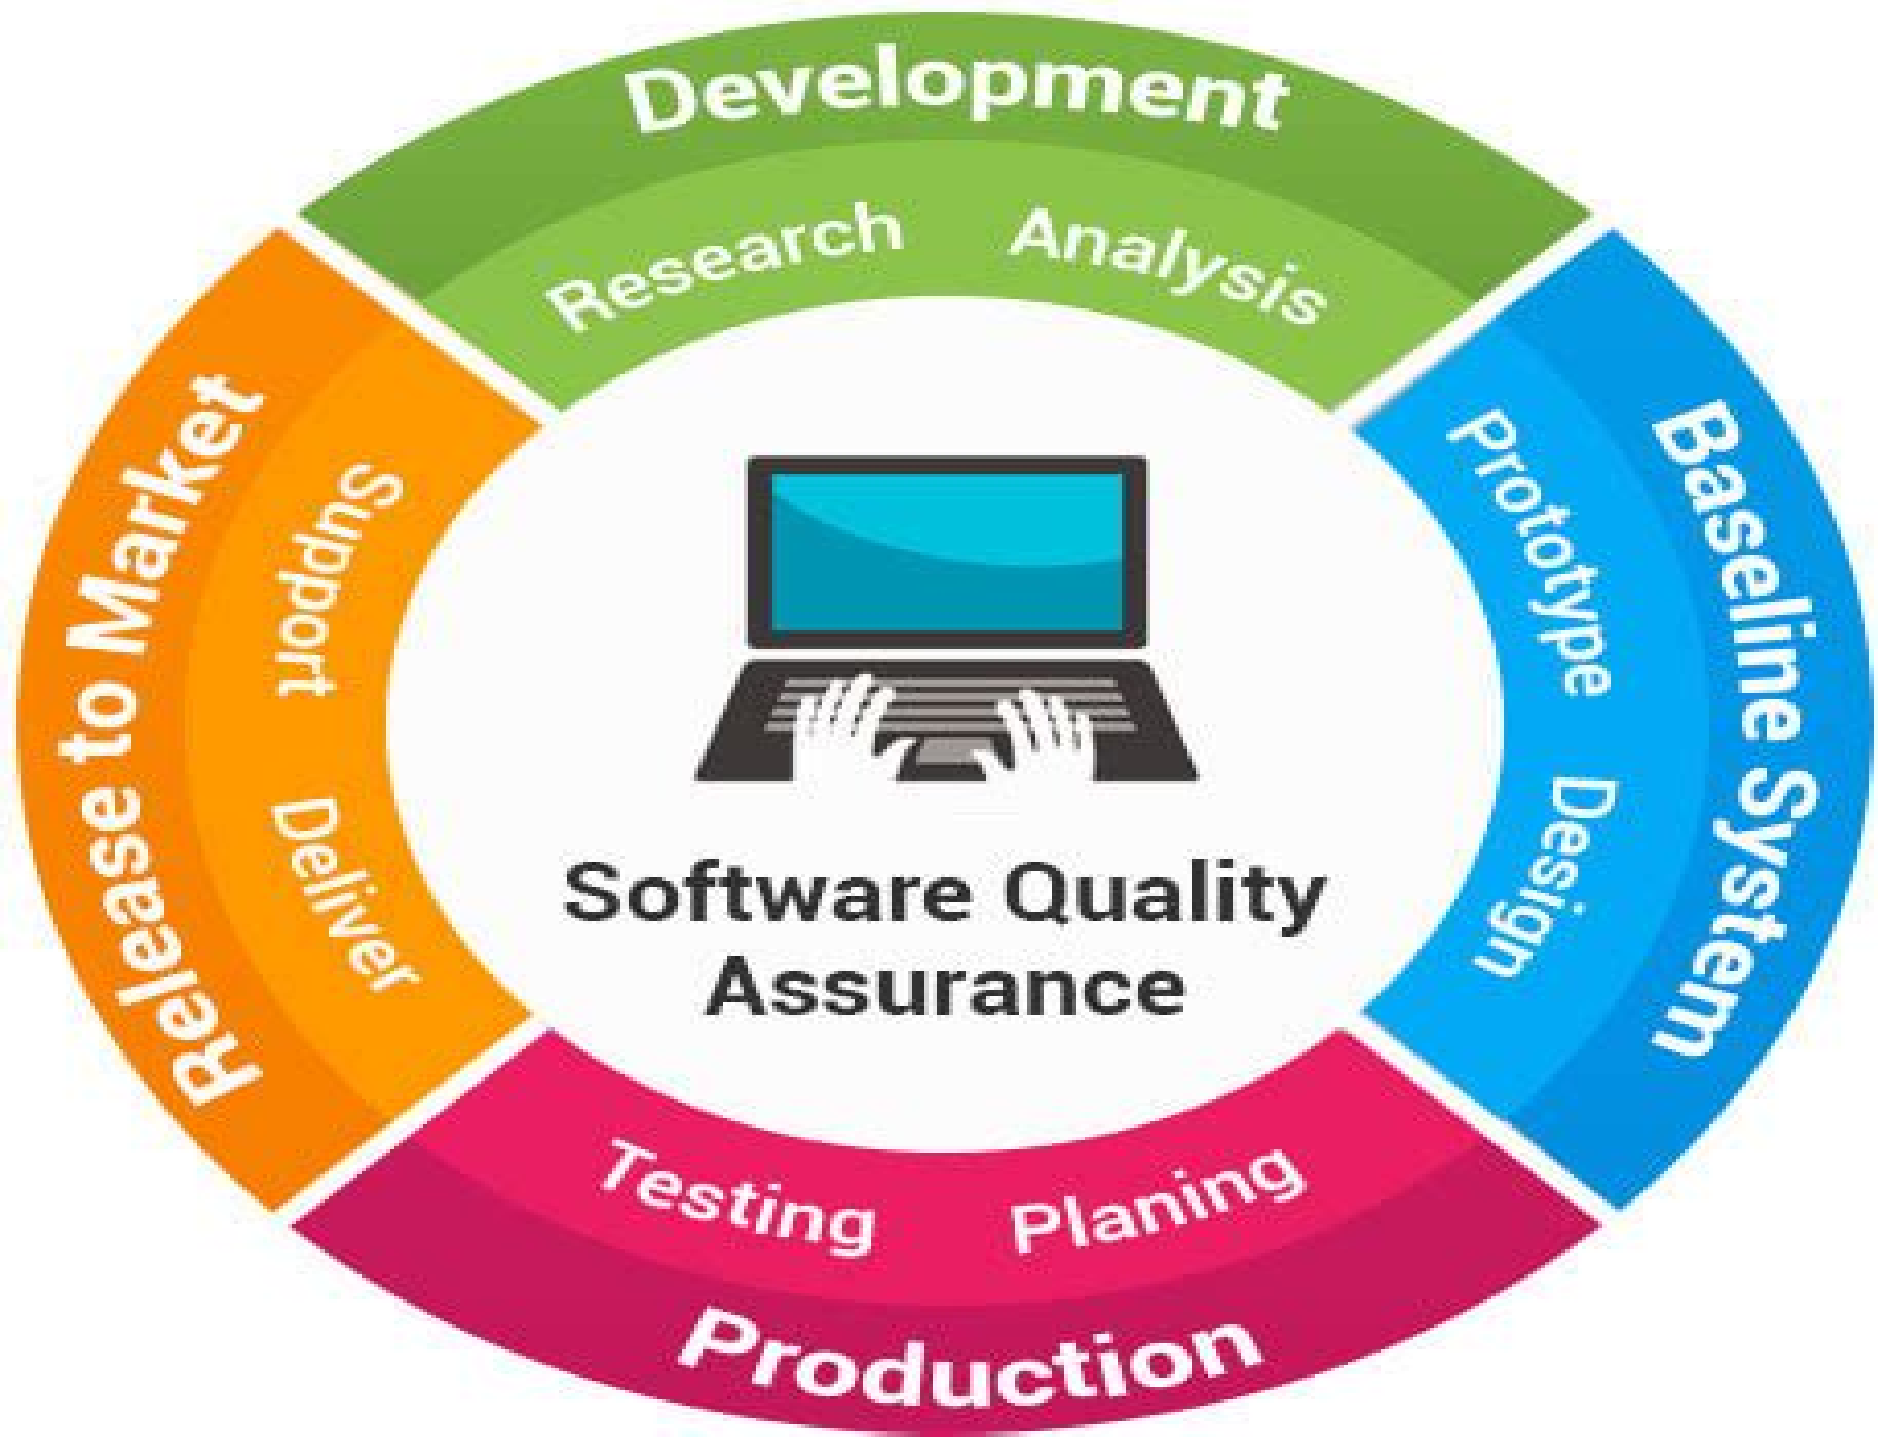 Development
Research
Analysis
Baseline System
Prototype
Design
Production
Planing
Testing
Release to Market
Deliver
Support
Software Quality
Assurance